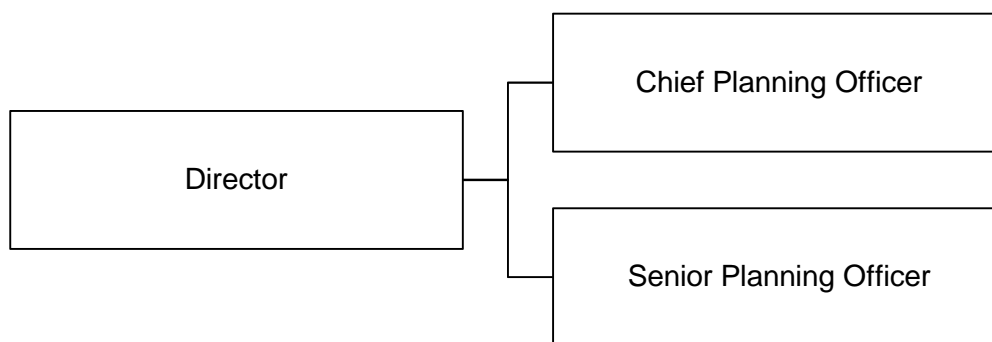 Director
Chief Planning Officer
Senior Planning Officer